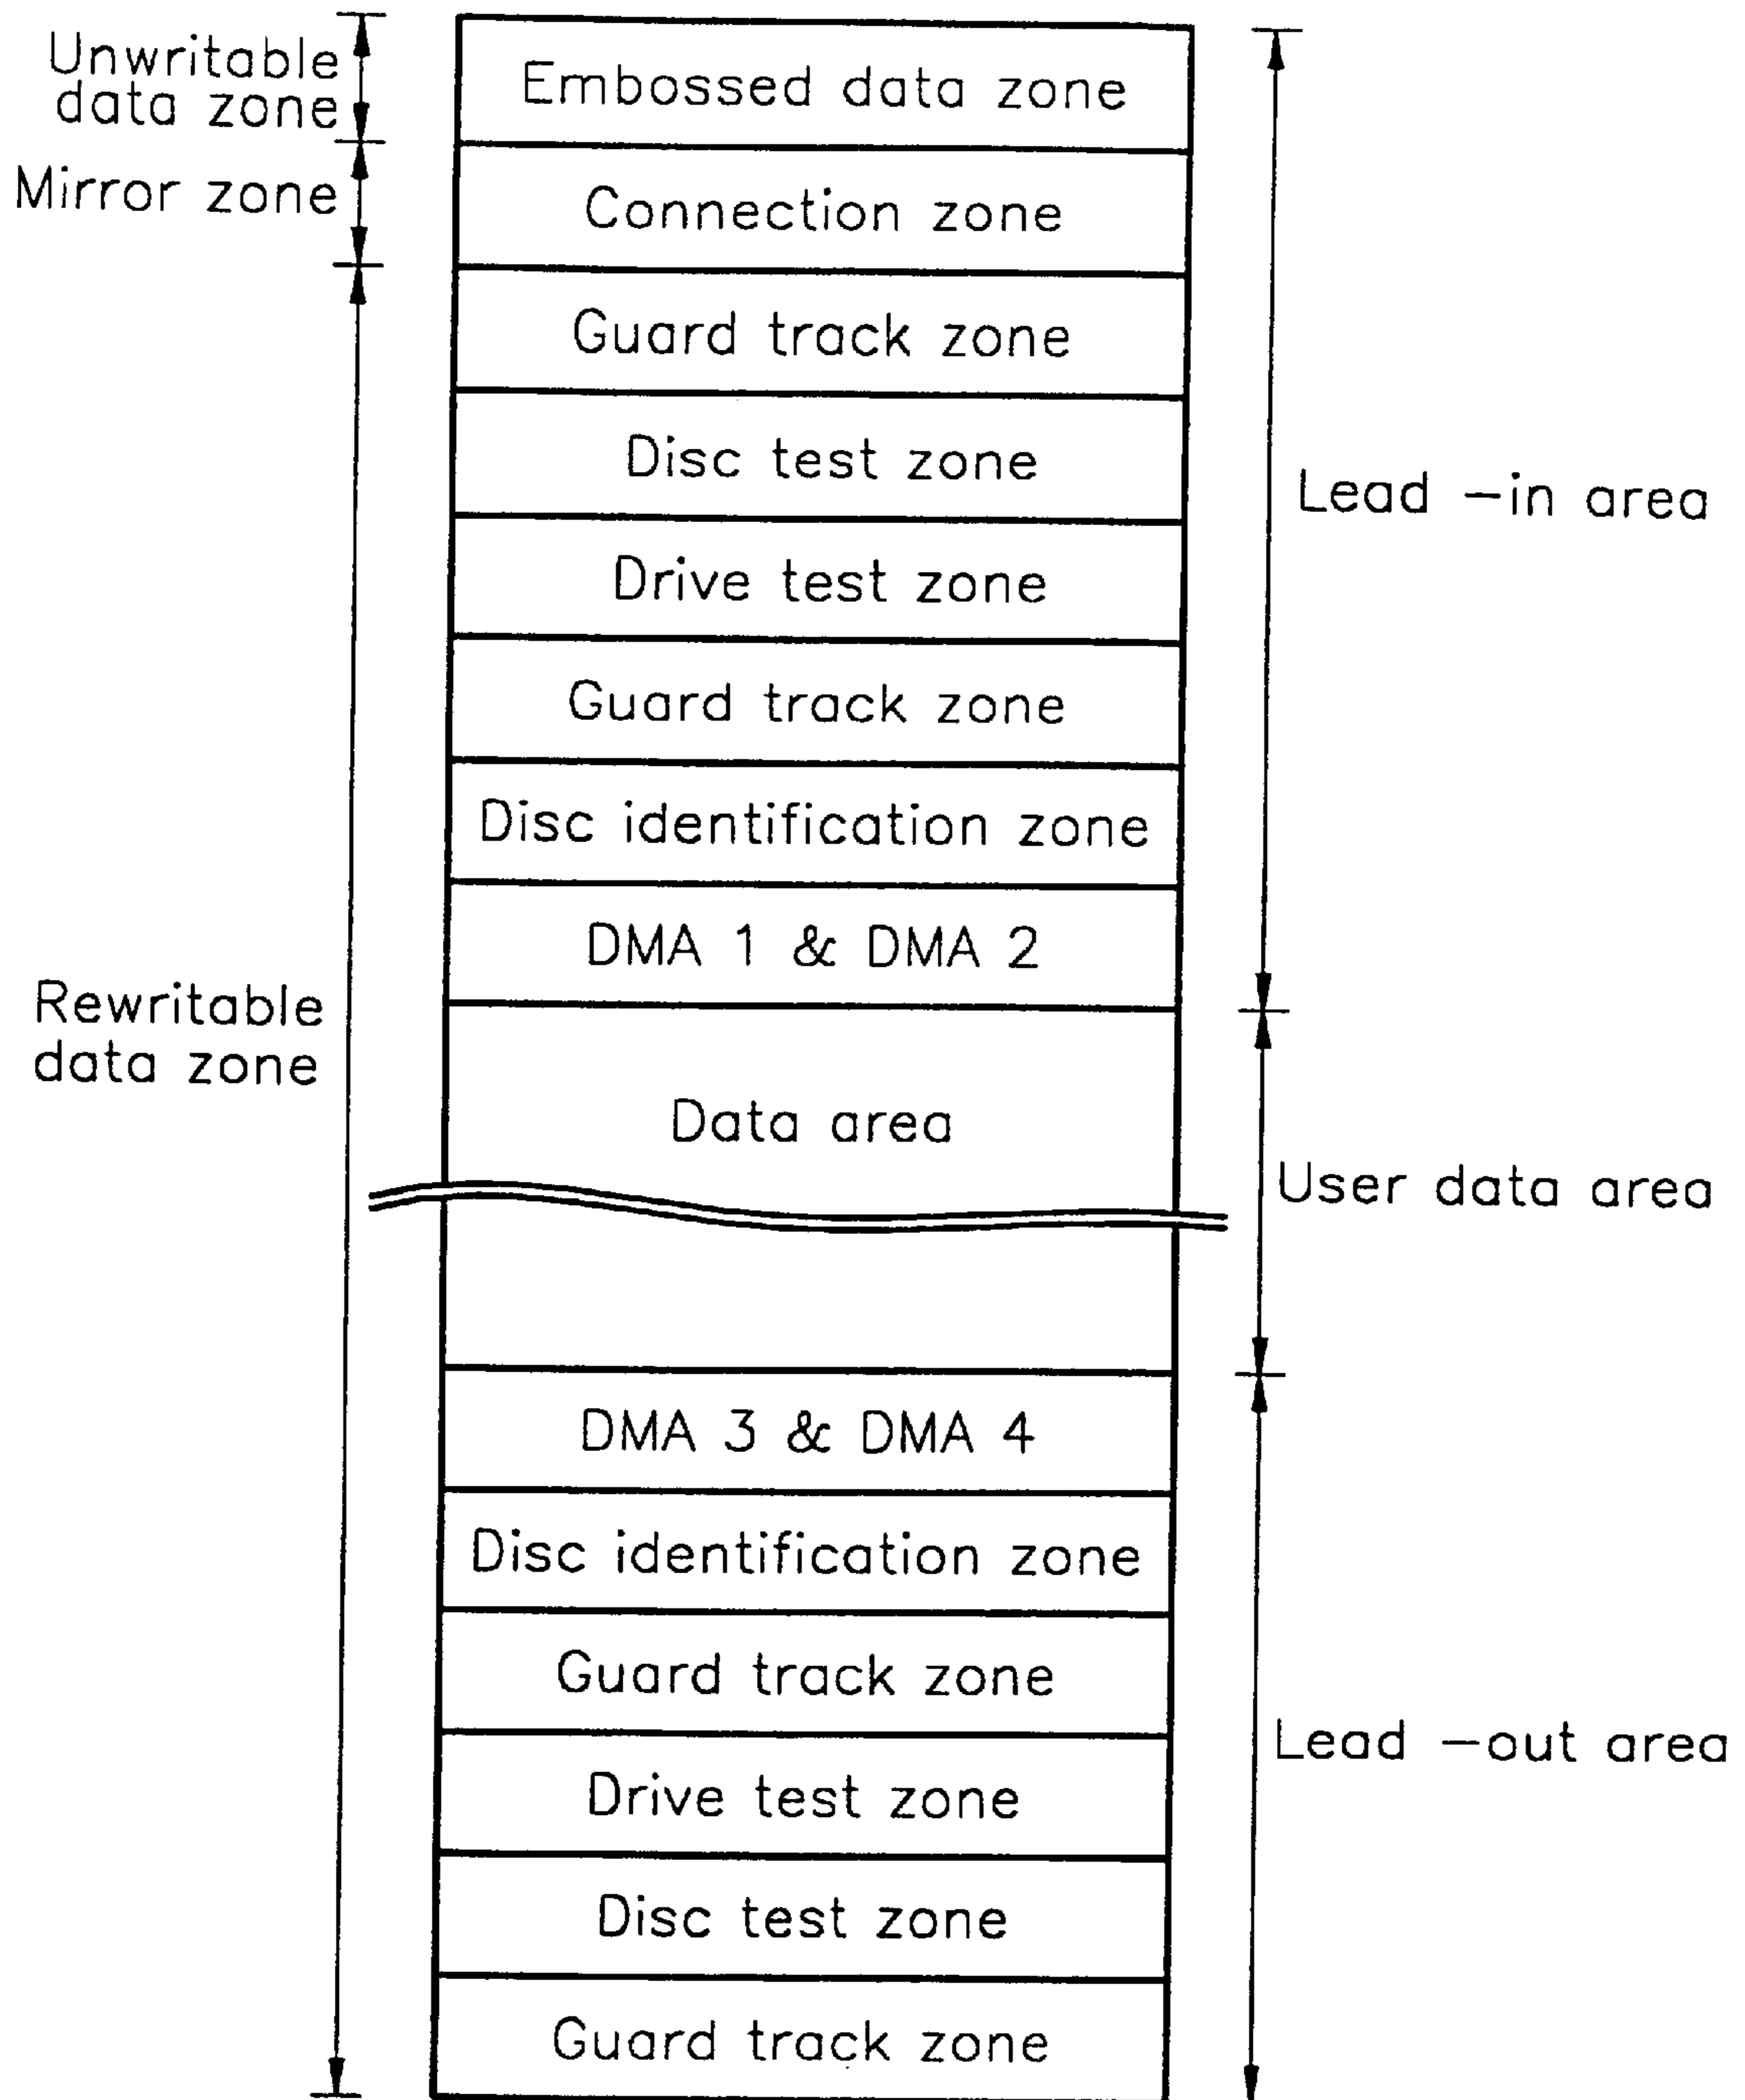 Unwritable
data zone
Mirror zone
Rewritable
data zone
Embossed data zone
Connection zone
Guard track zone
Disc test zone
Drive test zone
Guard track zone
Disc identification zone
DMA 1 & DMA 2
Data area
DMA 3 & DMA 4
Disc identification zone
Guard track zone
Drive test zone
Disc test zone
Guard track zone
Lead -in area
User data area
Lead -out area